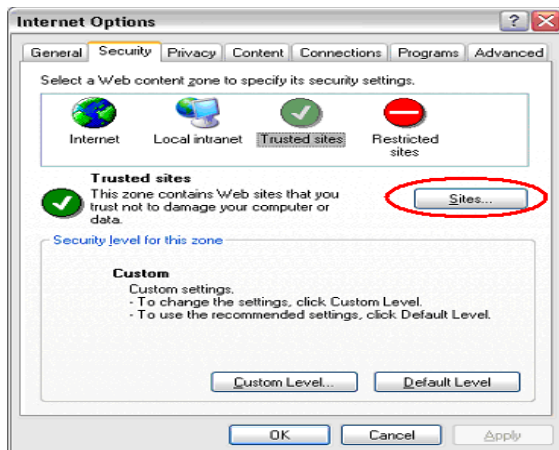 Internet Options
General Security Privacy Content Connections Programs Advanced
Select a Web content zone to specify its security settings.
Internet Local intranet Trusted sites Restricted sites
Trusted sites
This zone contains Web sites that you
trust not to damage your computer or
data.
Sites...
Security level for this zone
Custom
Custom settings.
- To change the settings, click Custom Level.
- To use the recommended settings, click Default Level.
Custom Level... Default Level
OK Cancel Apply